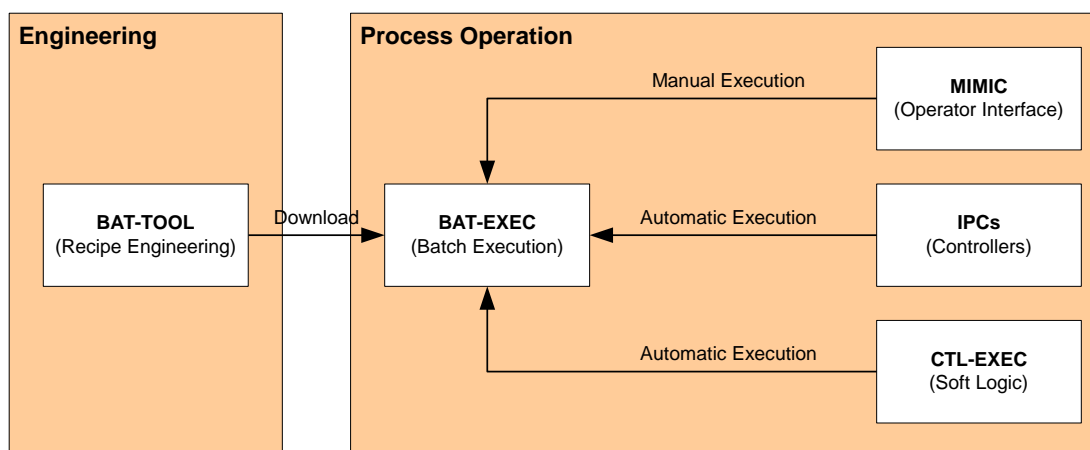 Engineering
Process Operation
Manual Execution
MIMIC
(Operator Interface)
BAT-TOOL
(Recipe Engineering)
Download
BAT-EXEC
(Batch Execution)
Automatic Execution
IPCs
(Controllers)
Automatic Execution
CTL-EXEC
(Soft Logic)